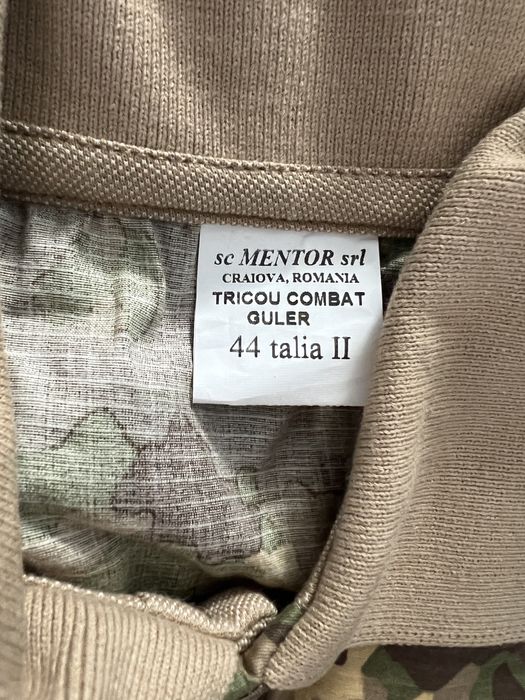 sc MENTOR srl
CRAIOVA, ROMANIA
TRICOU COMBAT
GULER
44 talia II